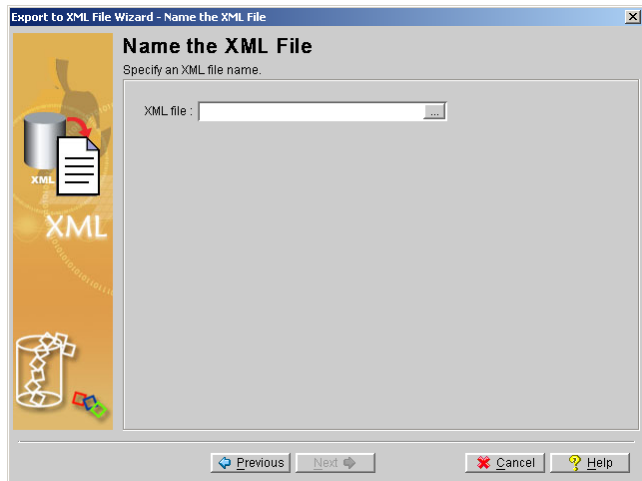 Export to XML File Wizard - Name the XML File
Name the XML File
Specify an XML file name.
XML file :
...
XML
XML
Previous
Next
Cancel
Help